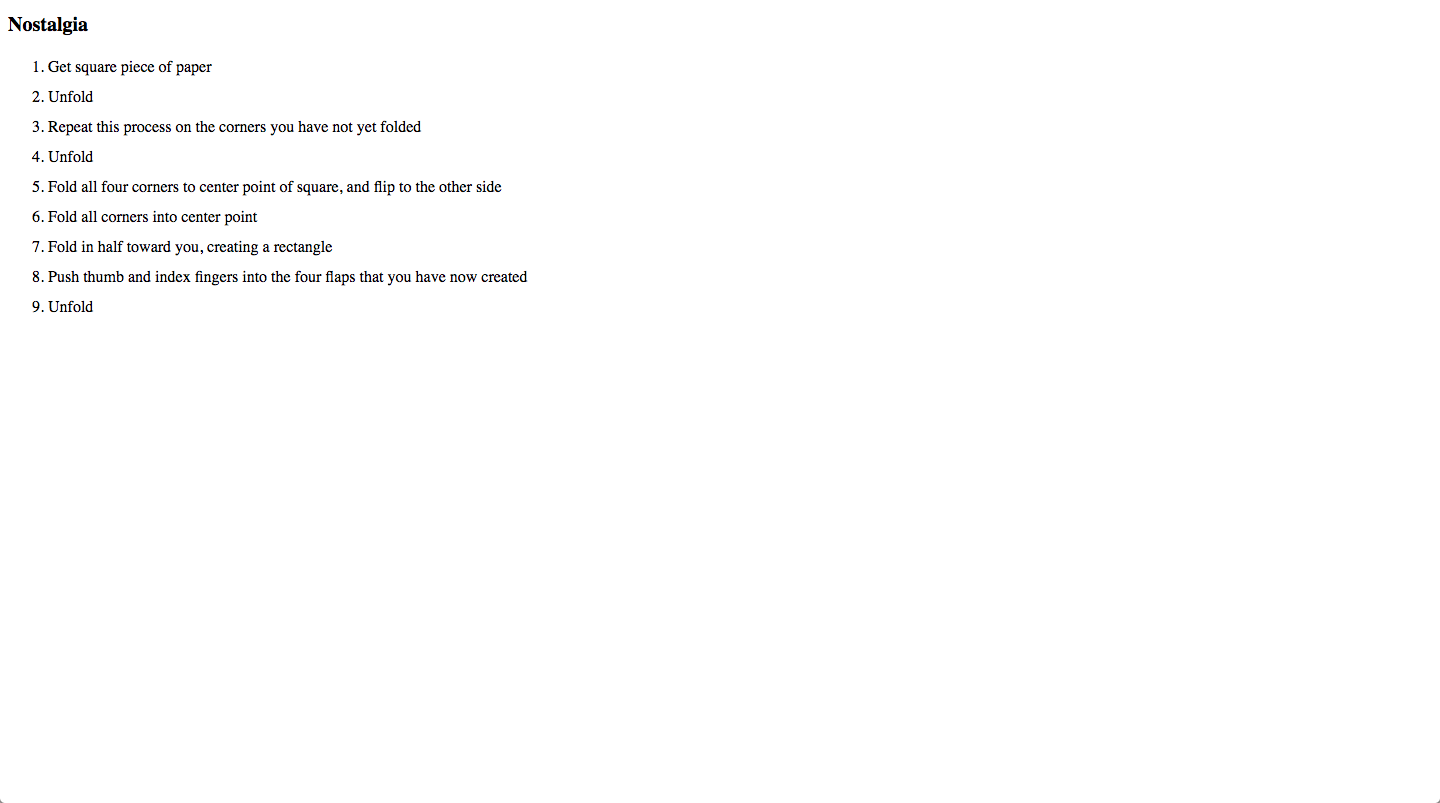 Nostalgia
1. Get square piece of paper
2. Unfold
3. Repeat this process on the corners you have not yet folded
4. Unfold
5. Fold all four corners to center point of square, and flip to the other side
6. Fold all corners into center point
7. Fold in half toward you, creating a rectangle
8. Push thumb and index fingers into the four flaps that you have now created
9. Unfold